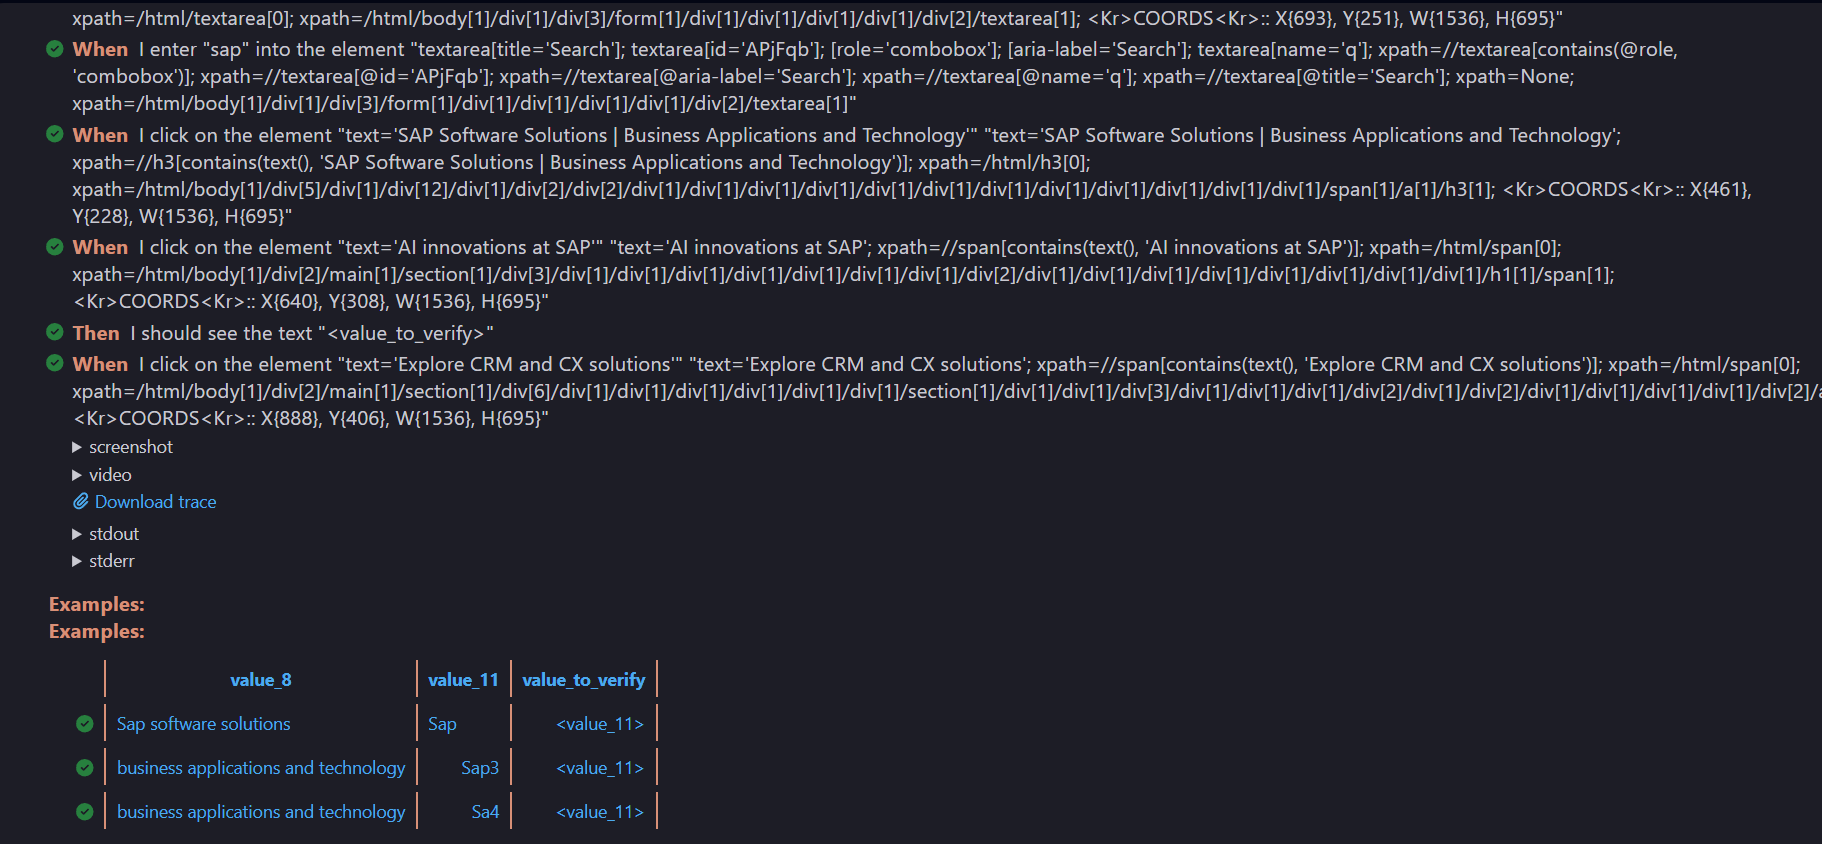 xpath=/html/textarea[0]; xpath=/html/body[1]/div[1]/div[3]/form[1]/div[1]/div[1]/div[1]/div[1]/div[2]/textarea[1]; <Kr>COORDS<Kr>:: X{693}, Y{251}, W{1536}, H{695}"
When I enter "sap" into the element "textarea[title='Search']; textarea[id='APjFqb']; [role='combobox']; [aria-label='Search']; textarea[name='q']; xpath=//textarea[contains(@role,
'combobox')]; xpath=//textarea[@id='APjFqb']; xpath=//textarea[@aria-label='Search']; xpath=//textarea[@name='q']; xpath=//textarea[@title='Search']; xpath=None;
xpath=/html/body[1]/div[1]/div[3]/form[1]/div[1]/div[1]/div[1]/div[1]/div[2]/textarea[1]"
When I click on the element "text='SAP Software Solutions | Business Applications and Technology'" "text='SAP Software Solutions | Business Applications and Technology';
xpath=//h3[contains(text(), 'SAP Software Solutions | Business Applications and Technology')]; xpath=/html/h3[0];
xpath=/html/body[1]/div[5]/div[1]/div[12]/div[1]/div[2]/div[2]/div[1]/div[1]/div[1]/div[1]/div[1]/div[1]/div[1]/div[1]/div[1]/div[1]/div[1]/div[1]/span[1]/a[1]/h3[1]; <Kr>COORDS<Kr>:: X{461},
Y{228}, W{1536}, H{695}"
When I click on the element "text='AI innovations at SAP'" "text='AI innovations at SAP'; xpath=//span[contains(text(), 'AI innovations at SAP')]; xpath=/html/span[0];
xpath=/html/body[1]/div[2]/main[1]/section[1]/div[3]/div[1]/div[1]/div[1]/div[1]/div[1]/div[1]/div[1]/div[2]/div[1]/div[1]/div[1]/div[1]/div[1]/div[1]/div[1]/div[1]/h1[1]/span[1];
<Kr>COORDS<Kr>:: X{640}, Y{308}, W{1536}, H{695}"
Then I should see the text "<value_to_verify>"
When I click on the element "text='Explore CRM and CX solutions'" "text='Explore CRM and CX solutions'; xpath=//span[contains(text(), 'Explore CRM and CX solutions')]; xpath=/html/span[0];
xpath=/html/body[1]/div[2]/main[1]/section[1]/div[6]/div[1]/div[1]/div[1]/div[1]/div[1]/div[1]/section[1]/div[1]/div[1]/div[3]/div[1]/div[1]/div[1]/div[2]/div[1]/div[2]/div[1]/div[1]/div[1]/div[1]/div[2]/
<Kr>COORDS<Kr>:: X{888}, Y{406}, W{1536}, H{695}"
screenshot
video
Download trace
stdout
stderr
Examples:
Examples:
value_8 value_11 value_to_verify
Sap software solutions Sap <value_11>
business applications and technology Sap3 <value_11>
business applications and technology Sa4 <value_11>